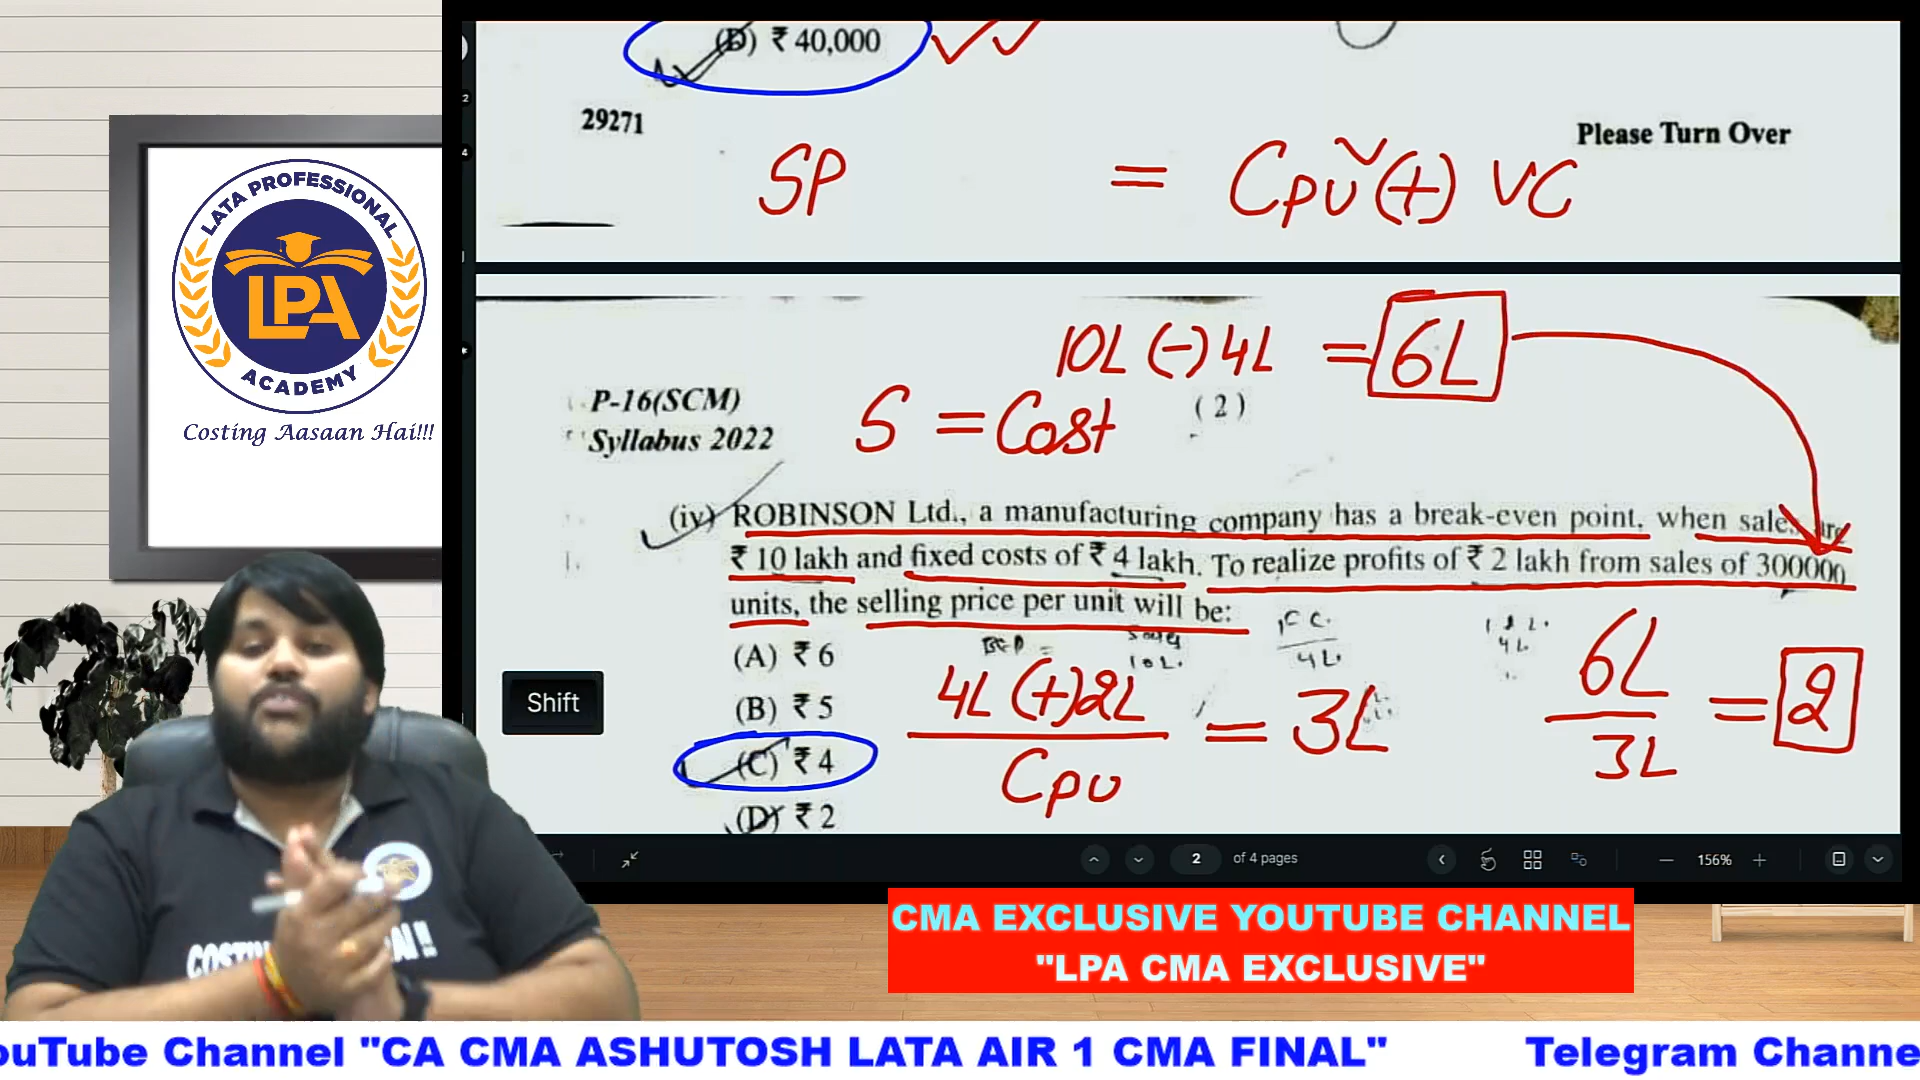 (D) ₹ 40,000
29271
Please Turn Over
SP = Cpu (+) VC
10L (-) 4L = 6L
P-16(SCM)
(2)
Syllabus 2022
S = Cost
(iv) ROBINSON Ltd., a manufacturing company has a break-even point, when sales are
₹ 10 lakh and fixed costs of ₹ 4 lakh. To realize profits of ₹ 2 lakh from sales of 300000
units, the selling price per unit will be:
(A) ₹ 6
(B) ₹ 5
(C) ₹ 4
(D) ₹ 2
4L (+) 2L
Cpu
= 3L
6L
3L
= 2
Shift
2 of 4 pages
156%
LATA PROFESSIONAL
LPA
ACADEMY
Costing Aasaan Hai!!!
CMA EXCLUSIVE YOUTUBE CHANNEL
"LPA CMA EXCLUSIVE"
ouTube Channel "CA CMA ASHUTOSH LATA AIR 1 CMA FINAL" Telegram Channe